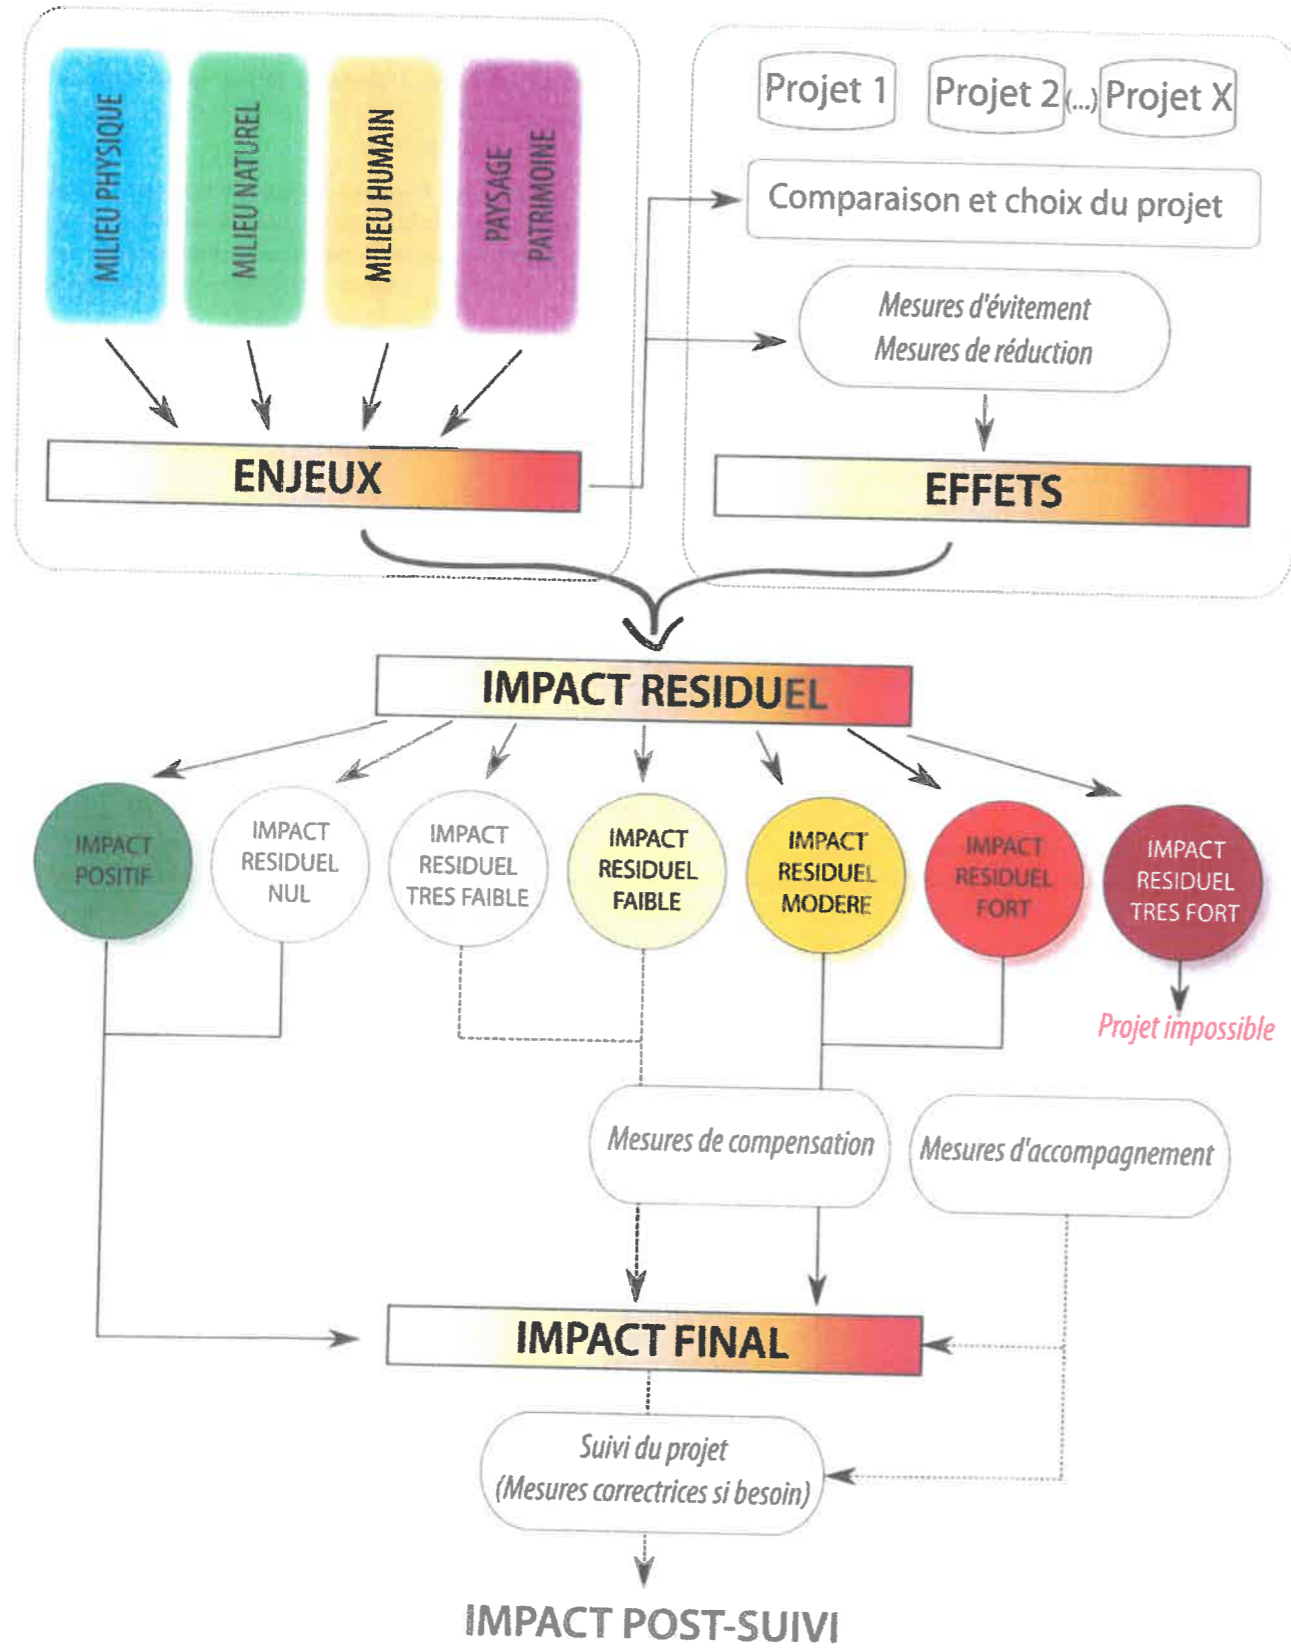 MILIEU PHYSIQUE
MILIEU NATUREL
MILIEU HUMAIN
PAYSAGE
PATRIMOINE
ENJEUX
Projet 1
Projet 2
(...)
Projet X
Comparaison et choix du projet
Mesures d'évitement
Mesures de réduction
EFFETS
IMPACT RESIDUEL
IMPACT
POSITIF
IMPACT
RESIDUEL
NUL
IMPACT
RESIDUEL
TRES FAIBLE
IMPACT
RESIDUEL
FAIBLE
IMPACT
RESIDUEL
MODERE
IMPACT
RESIDUEL
FORT
IMPACT
RESIDUEL
TRES FORT
Projet impossible
Mesures de compensation
Mesures d'accompagnement
IMPACT FINAL
Suivi du projet
(Mesures correctrices si besoin)
IMPACT POST-SUIVI